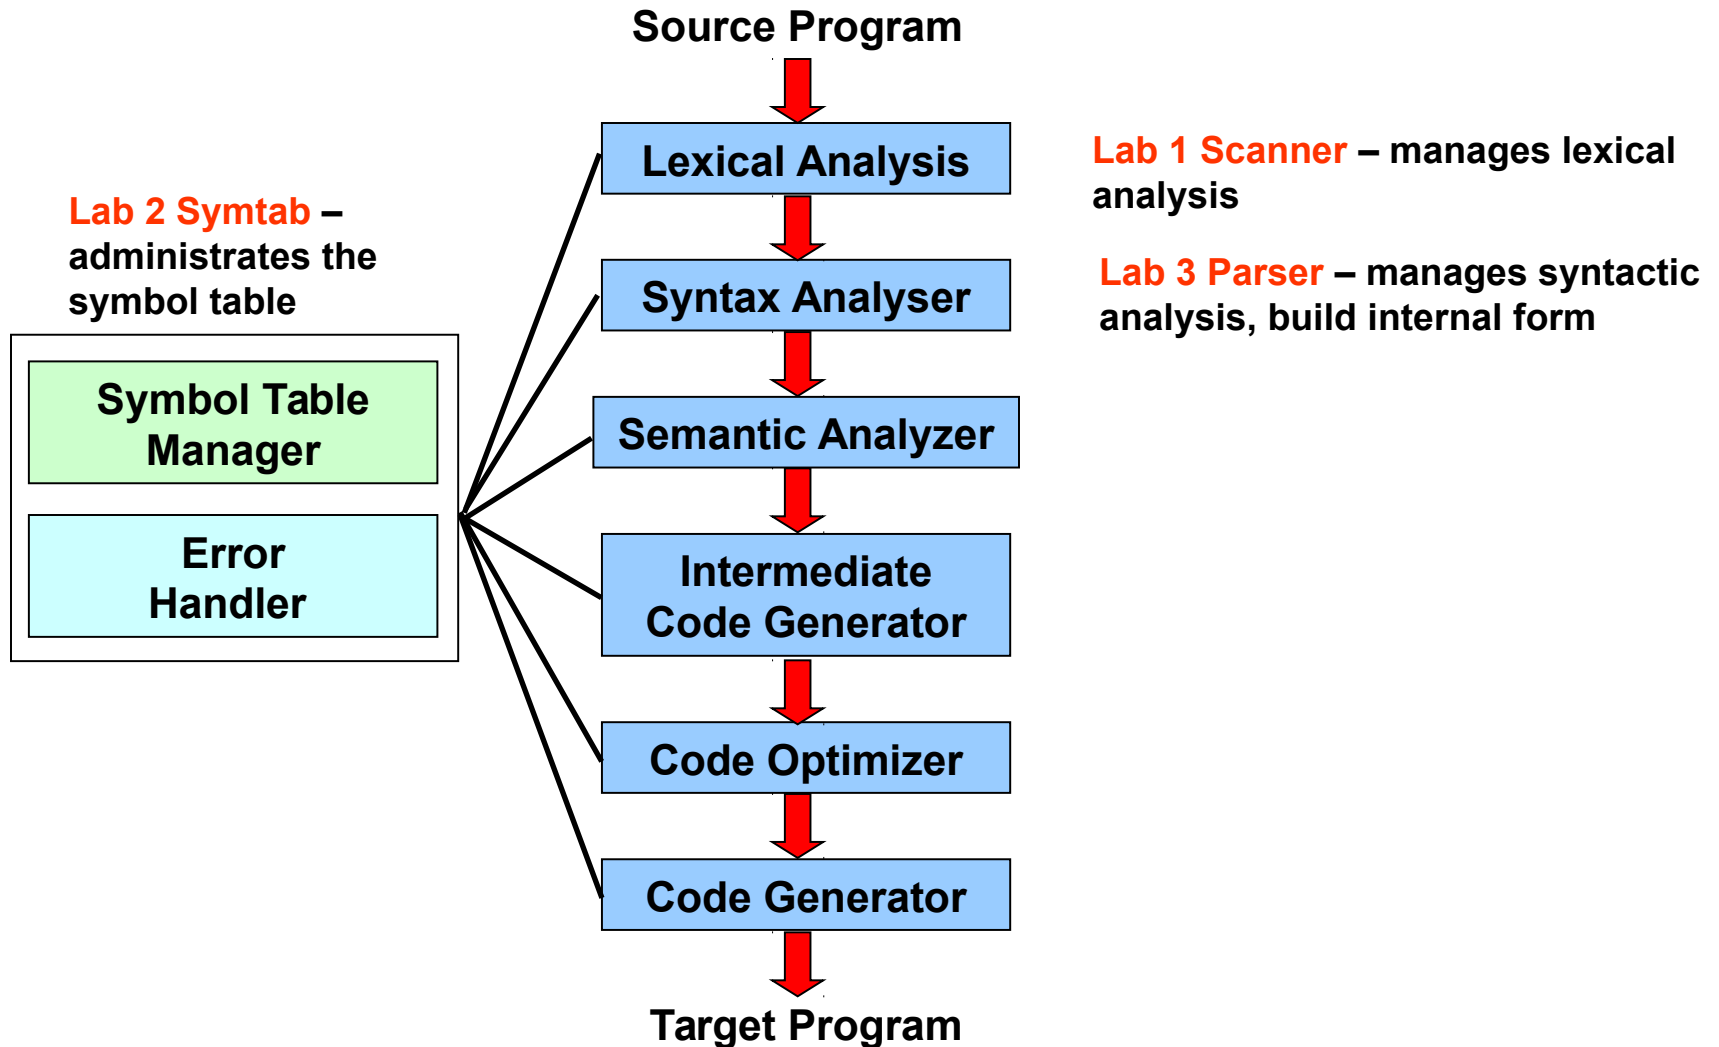 Source Program
Lexical Analysis
Lab 1 Scanner – manages lexical
analysis
Lab 2 Symtab –
administrates the
symbol table
Syntax Analyser
Lab 3 Parser – manages syntactic
analysis, build internal form
Symbol Table
Manager
Semantic Analyzer
Error
Handler
Intermediate
Code Generator
Code Optimizer
Code Generator
Target Program